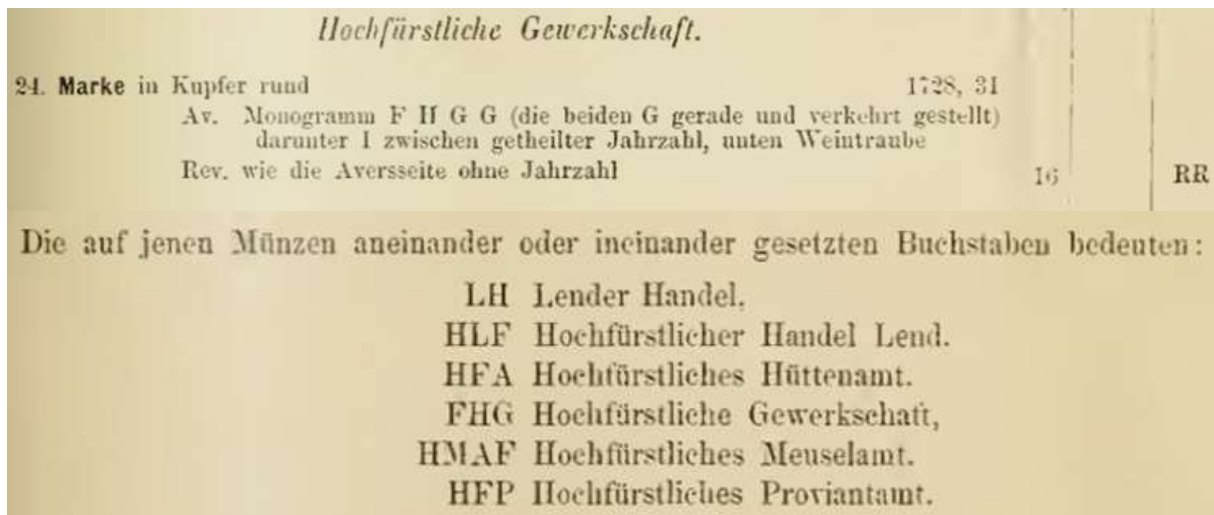 Hochfürstliche Gewerkschaft.
24. Marke in Kupfer rund 1728, 31
Av. Monogramm F H G G (die beiden G gerade und verkehrt gestellt)
darunter I zwischen getheilter Jahrzahl, unten Weintraube
Rev. wie die Aversseite ohne Jahrzahl 16 RR
Die auf jenen Münzen aneinander oder ineinander gesetzten Buchstaben bedeuten:
LH Lender Handel.
HLF Hochfürstlicher Handel Lend.
HFA Hochfürstliches Hüttenamt.
FHG Hochfürstliche Gewerkschaft,
HMAF Hochfürstliches Meuselamt.
HFP Hochfürstliches Proviantamt.